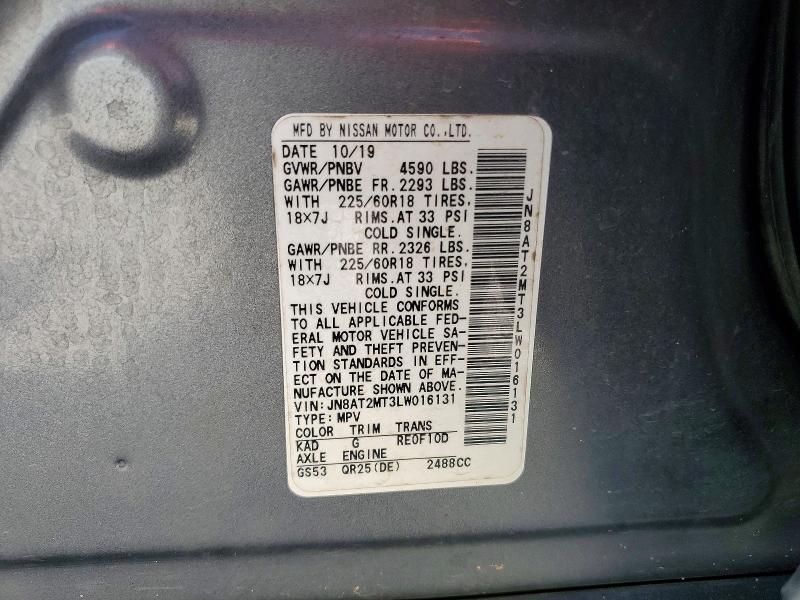 MFD BY NISSAN MOTOR CO.,LTD.
DATE 10/19
GVWR/PNBV 4590 LBS.
GAWR/PNBE FR. 2293 LBS.
WITH 225/60R18 TIRES,
18X7J RIMS.AT 33 PSI
COLD SINGLE.
GAWR/PNBE RR. 2326 LBS.
WITH 225/60R18 TIRES,
18X7J RIMS.AT 33 PSI
COLD SINGLE.
THIS VEHICLE CONFORMS
TO ALL APPLICABLE FED-
ERAL MOTOR VEHICLE SA-
FETY AND THEFT PREVEN-
TION STANDARDS IN EFF-
ECT ON THE DATE OF MA-
NUFACTURE SHOWN ABOVE.
VIN: JN8AT2MT3LW016131
TYPE: MPV
COLOR TRIM TRANS
KAD G RE0F10D
AXLE ENGINE
GS53 QR25(DE) 2488CC
JN8AT2MT3LW016131